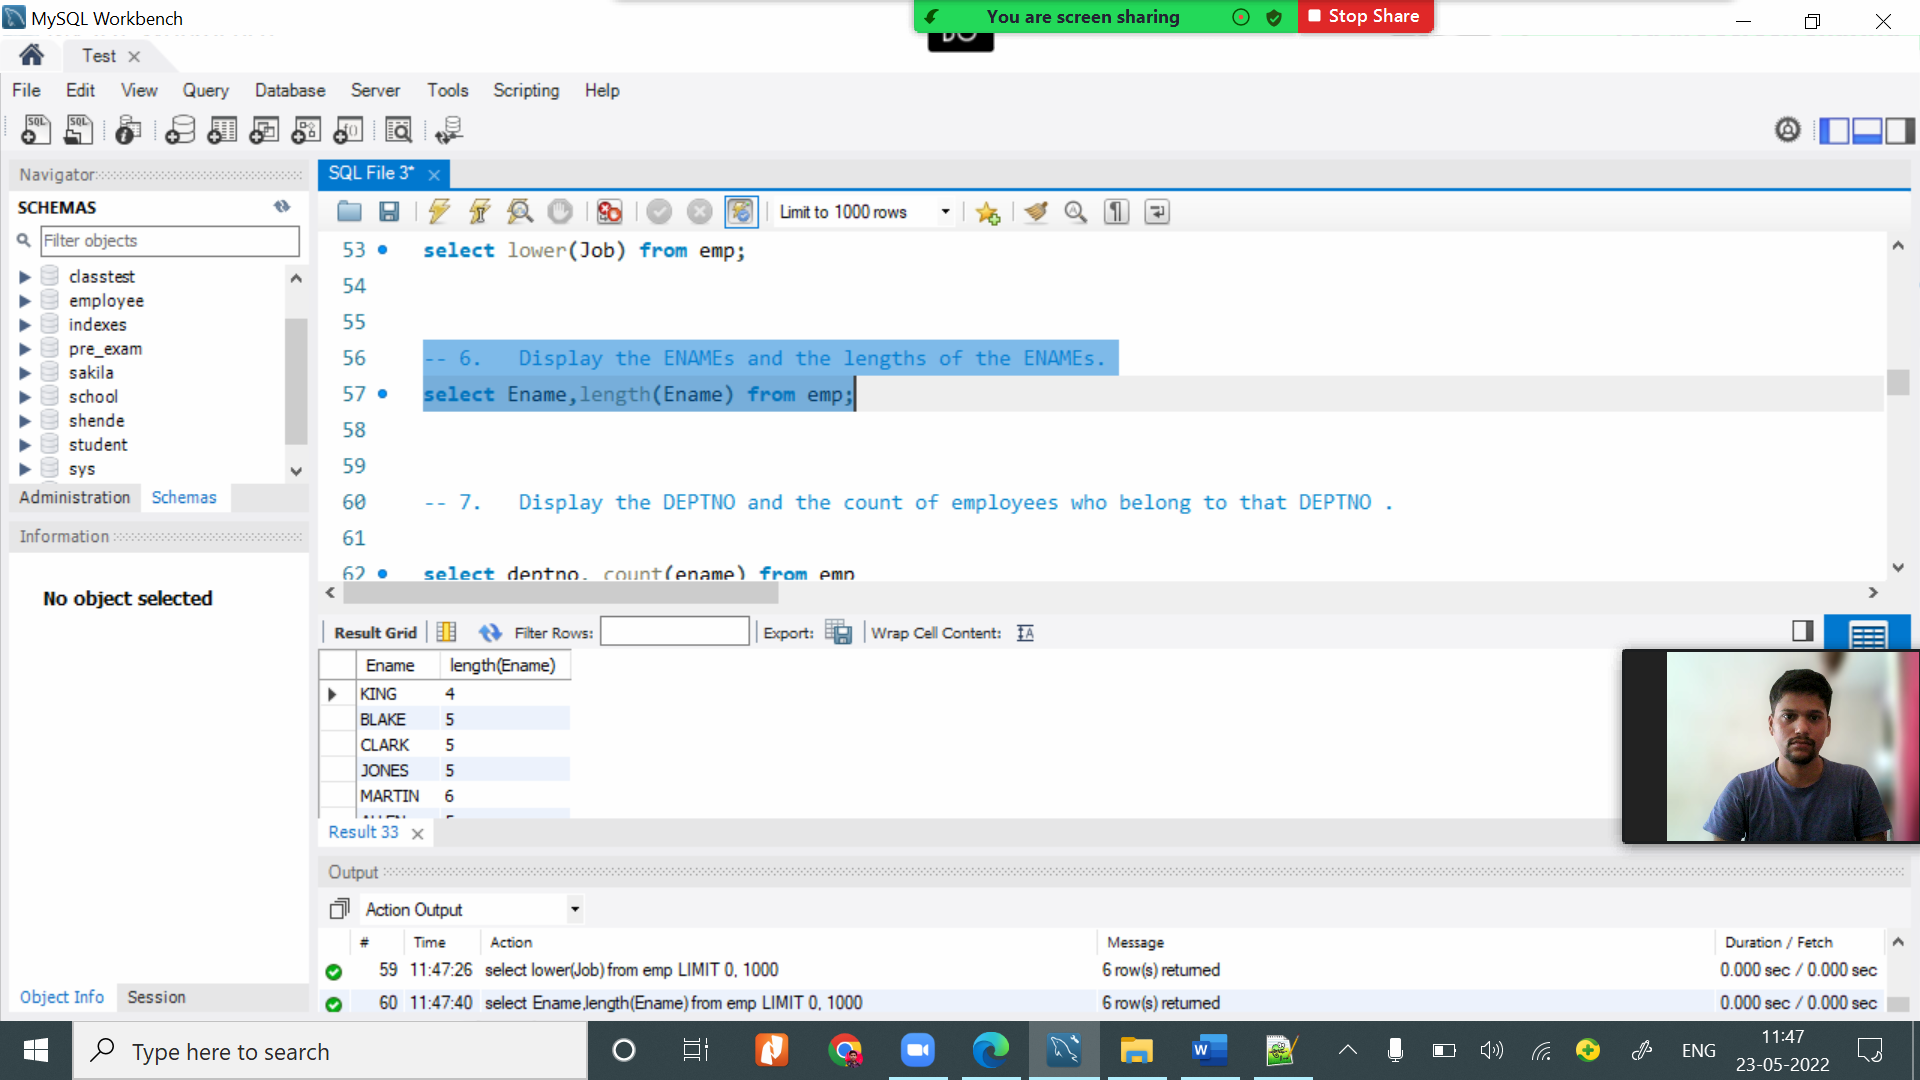 MySQL Workbench
You are screen sharing
Stop Share
Test
File Edit View Query Database Server Tools Scripting Help
Navigator
SQL File 3*
SCHEMAS
Filter objects
classtest
employee
indexes
pre_exam
sakila
school
shende
student
sys
Administration Schemas
Information
No object selected
Object Info Session
Limit to 1000 rows
53 select lower(Job) from emp;
54
55
56 -- 6. Display the ENAMEs and the lengths of the ENAMEs.
57 select Ename,length(Ename) from emp;
58
59
60 -- 7. Display the DEPTNO and the count of employees who belong to that DEPTNO .
61
62 select deptno, count(ename) from emp
Result Grid Filter Rows: Export: Wrap Cell Content:
Ename length(Ename)
KING 4
BLAKE 5
CLARK 5
JONES 5
MARTIN 6
Result 33
Output
Action Output
# Time Action Message Duration / Fetch
59 11:47:26 select lower(Job) from emp LIMIT 0, 1000 6 row(s) returned 0.000 sec / 0.000 sec
60 11:47:40 select Ename,length(Ename) from emp LIMIT 0, 1000 6 row(s) returned 0.000 sec / 0.000 sec
Type here to search
ENG
11:47
23-05-2022